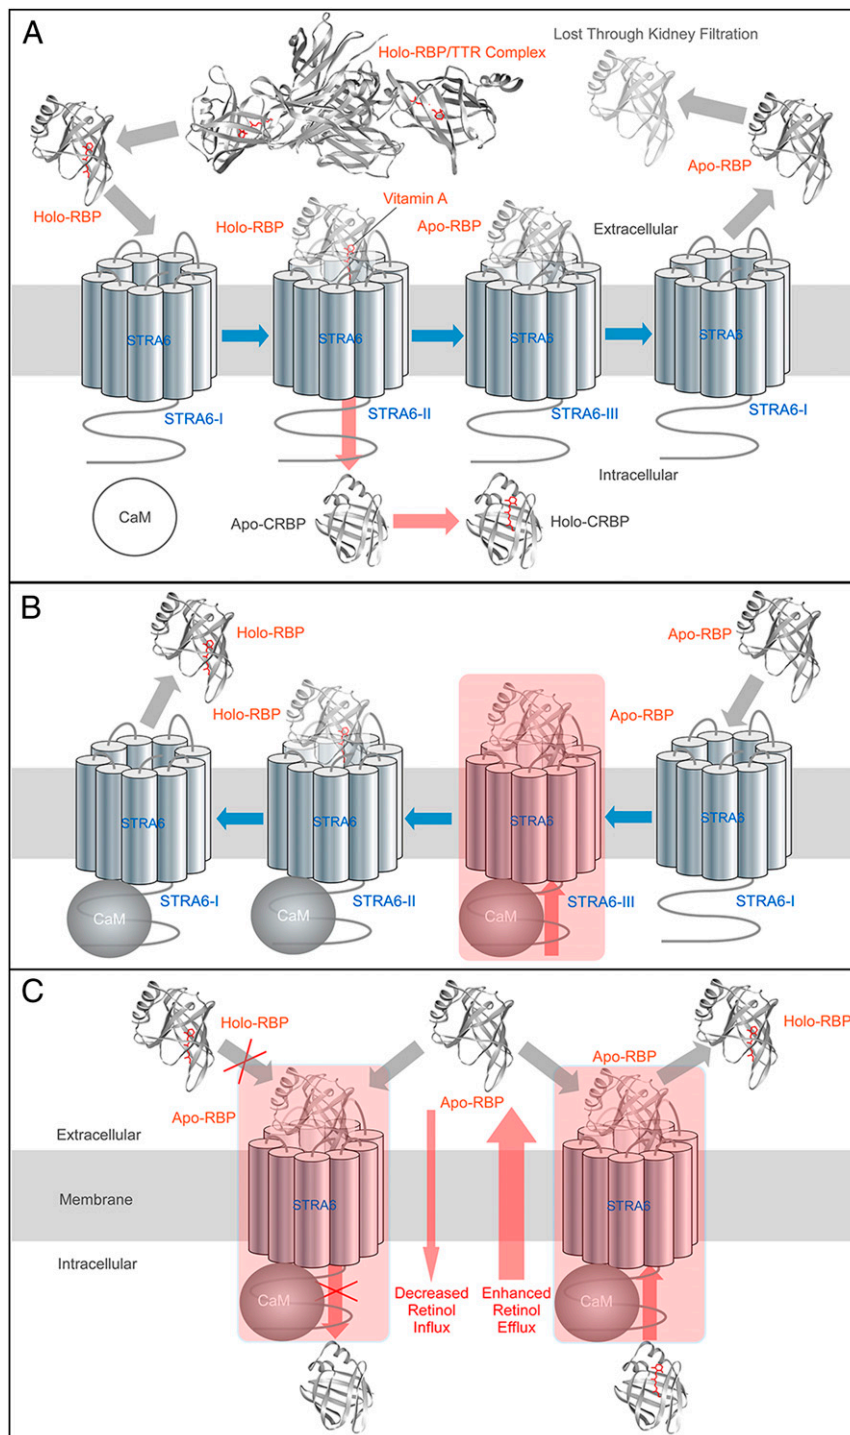 A
Holo-RBP/TTR Complex
Lost Through Kidney Filtration
Holo-RBP
Apo-RBP
Vitamin A
Holo-RBP
Apo-RBP
Extracellular
STRA6
STRA6
STRA6
STRA6
STRA6-I
STRA6-II
STRA6-III
STRA6-I
Intracellular
CaM
Apo-CRBP
Holo-CRBP
B
Holo-RBP
Apo-RBP
Holo-RBP
Apo-RBP
STRA6
STRA6
STRA6
STRA6
CaM
STRA6-I
CaM
STRA6-II
CaM
STRA6-III
STRA6-I
C
Holo-RBP
Holo-RBP
Apo-RBP
Apo-RBP
Apo-RBP
Extracellular
Membrane
STRA6
STRA6
Intracellular
CaM
Decreased
Retinol
Influx
Enhanced
Retinol
Efflux
CaM